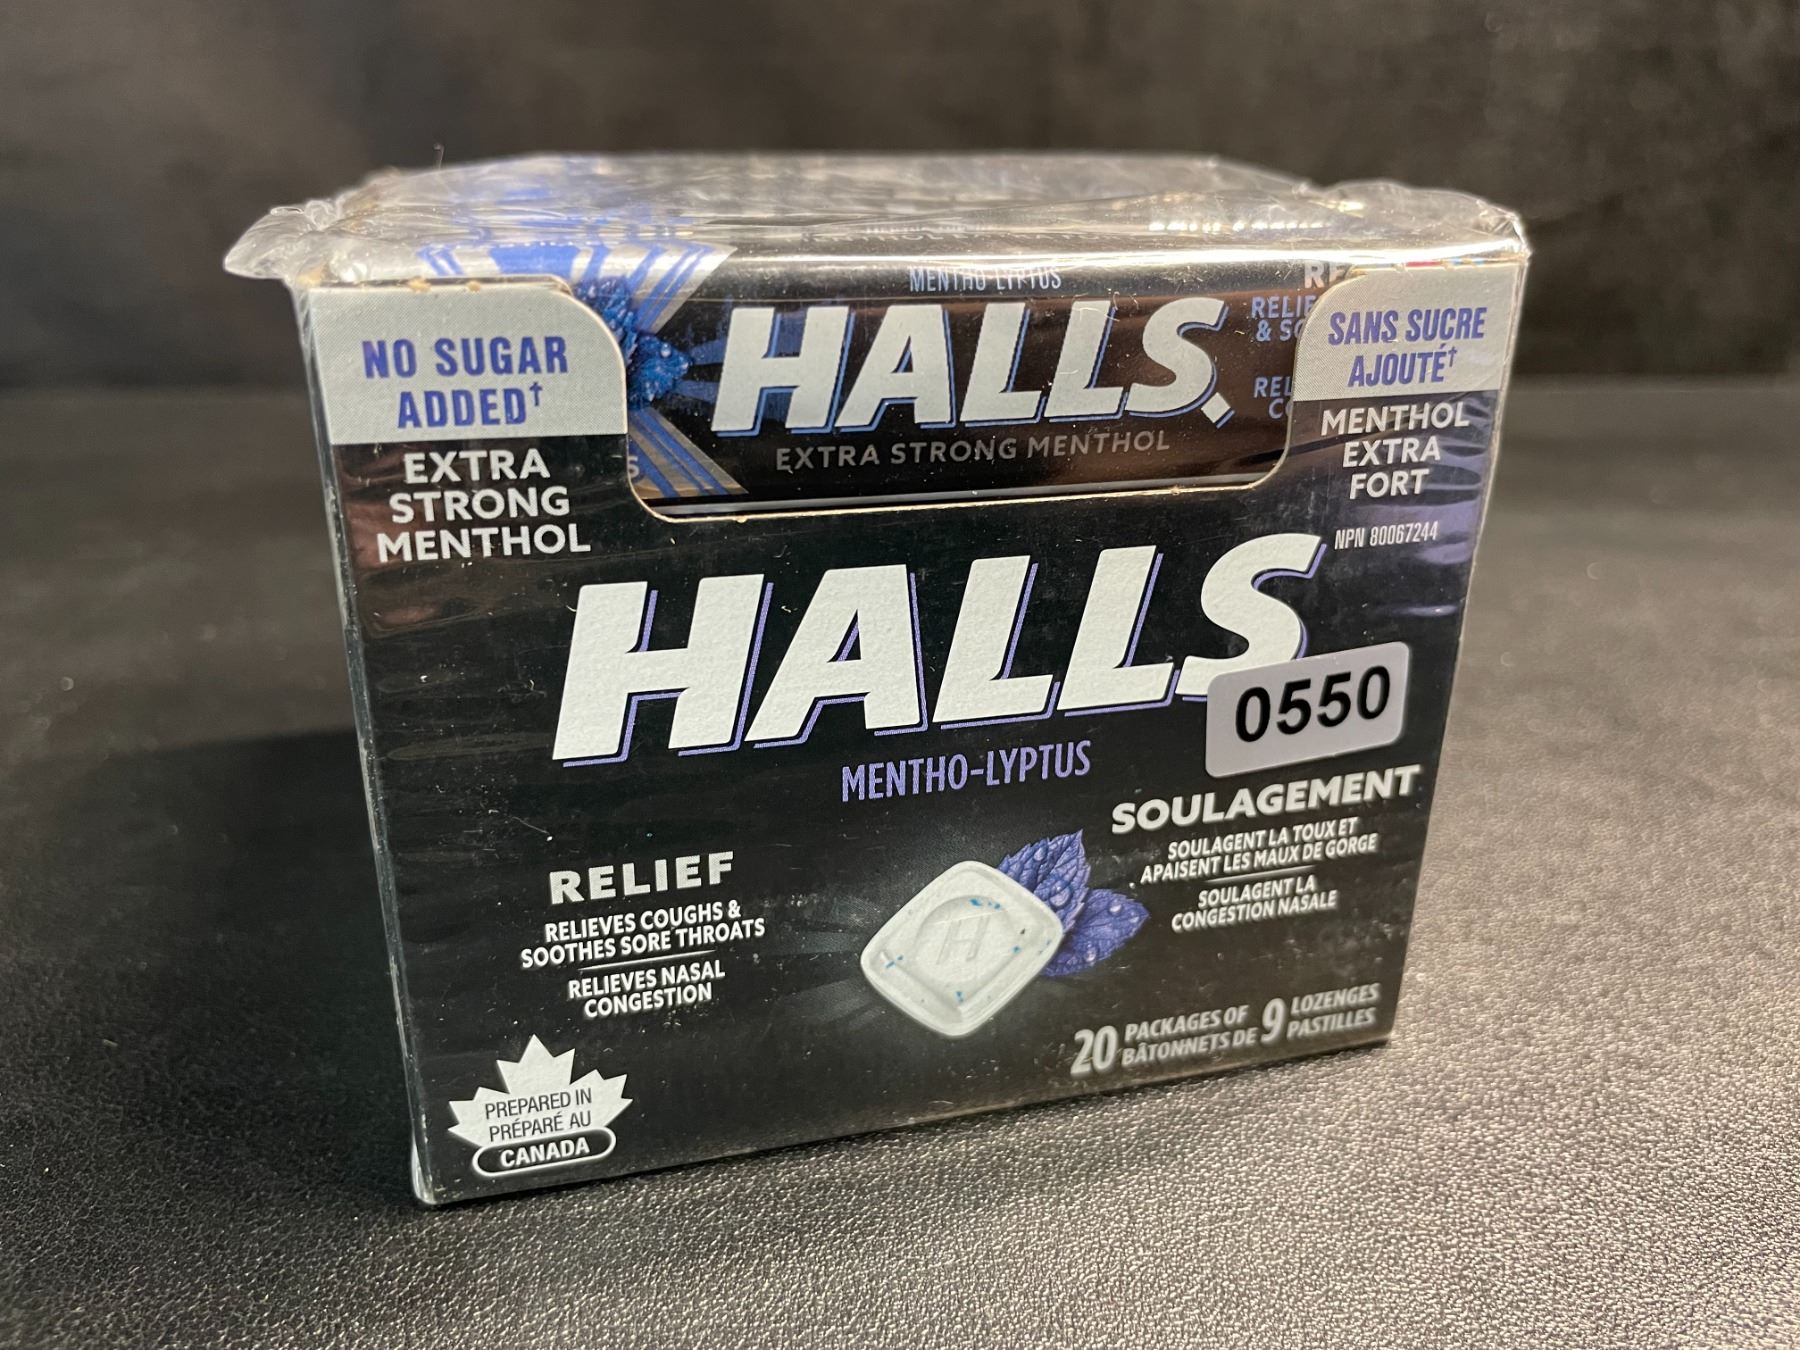 MENTHO-LYPTUS
HALLS
EXTRA STRONG MENTHOL
NO SUGAR
ADDED†
EXTRA
STRONG
MENTHOL
SANS SUCRE
AJOUTÉ†
MENTHOL
EXTRA
FORT
NPN 80067244
HALLS
0550
MENTHO-LYPTUS
RELIEF
RELIEVES COUGHS &
SOOTHES SORE THROATS
RELIEVES NASAL
CONGESTION
SOULAGEMENT
SOULAGENT LA TOUX ET
APAISENT LES MAUX DE GORGE
SOULAGENT LA
CONGESTION NASALE
20 PACKAGES OF 9 LOZENGES
BÂTONNETS DE PASTILLES
PREPARED IN
PRÉPARÉ AU
CANADA